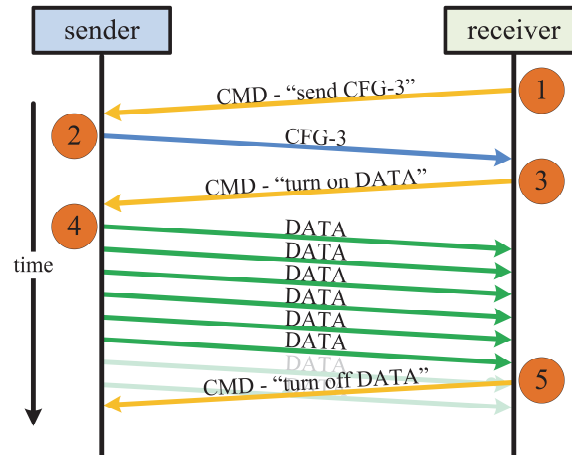 sender
receiver
CMD - “send CFG-3”
1
2
CFG-3
CMD - “turn on DATA”
3
4
DATA
DATA
time
DATA
DATA
DATA
DATA
DATA
CMD - “turn off DATA”
5